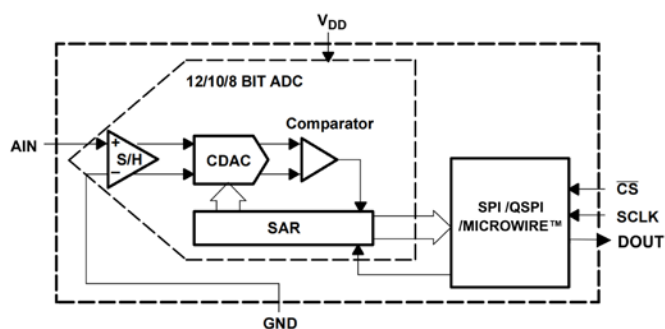 VDD
12/10/8 BIT ADC
Comparator
AIN
+
S/H
−
CDAC
SAR
SPI /QSPI
/MICROWIRE™
CS
SCLK
DOUT
GND